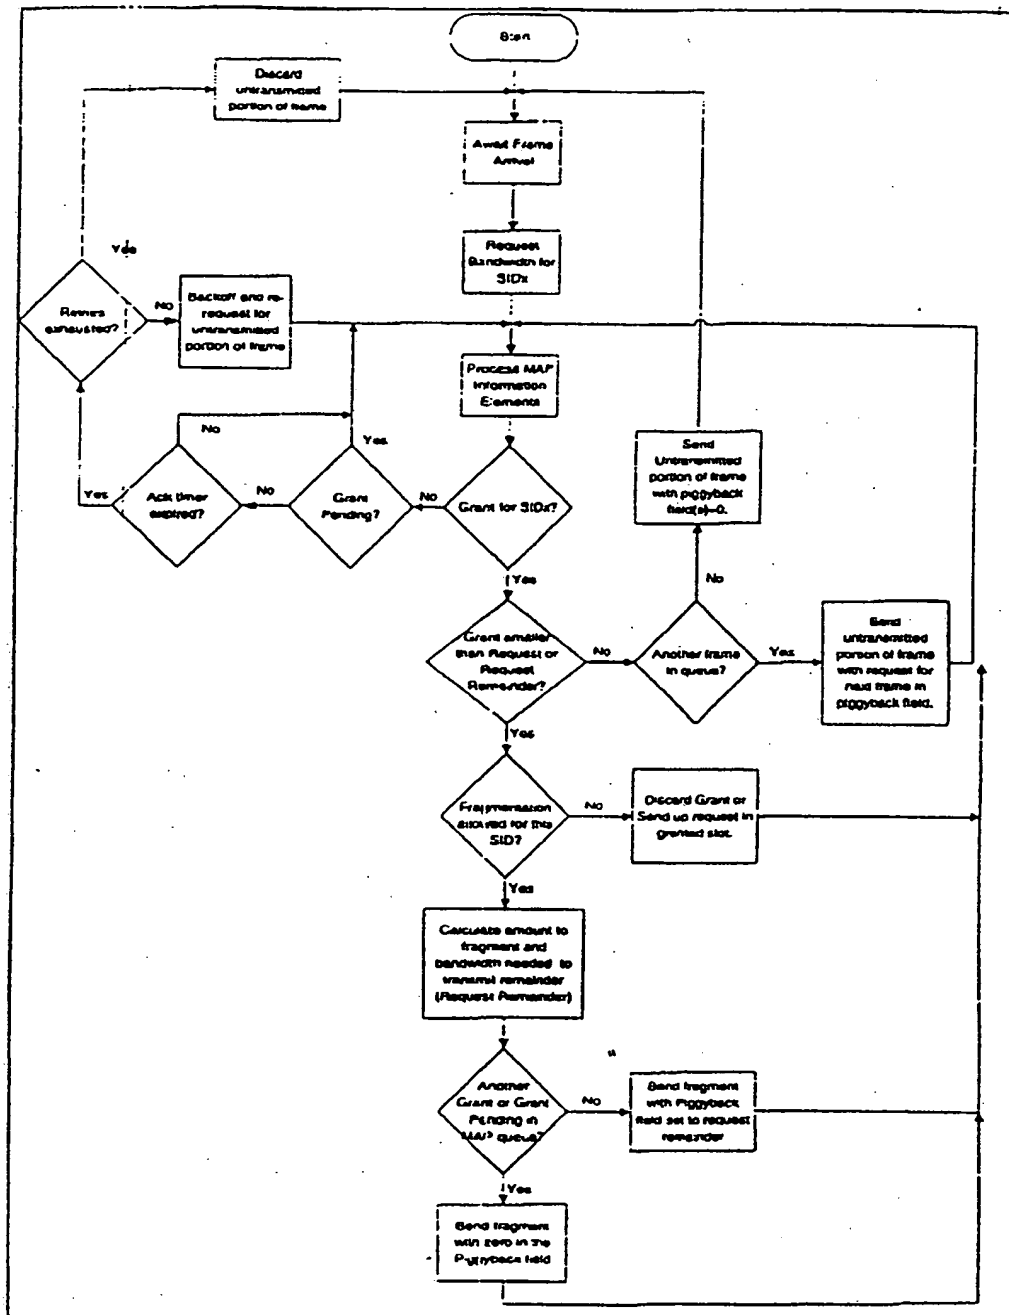 Start
Discard
untransmitted
portion of frame
Await Frame
Arrival
Request
Bandwidth for
SIDx
Yes
Retries
exhausted?
No
Backoff and re-
request for
untransmitted
portion of frame
Process MAP
Information
Elements
No
Yes
Send
Untransmitted
portion of frame
with piggyback
field(s)=0.
Yes
Ack timer
expired?
No
Grant
Pending?
No
Grant for SIDx?
No
Yes
Grant smaller
than Request or
Request
Remainder?
No
Another frame
in queue?
Yes
Send
untransmitted
portion of frame
with request for
next frame in
piggyback field.
Yes
Fragmentation
allowed for this
SID?
No
Discard Grant or
Send up request in
granted slot.
Yes
Calculate amount to
fragment and
bandwidth needed to
transmit remainder
(Request Remainder)
Another
Grant or Grant
Pending in
MAP queue?
No
Send fragment
with Piggyback
field set to request
remainder
Yes
Send fragment
with zero in the
Piggyback field